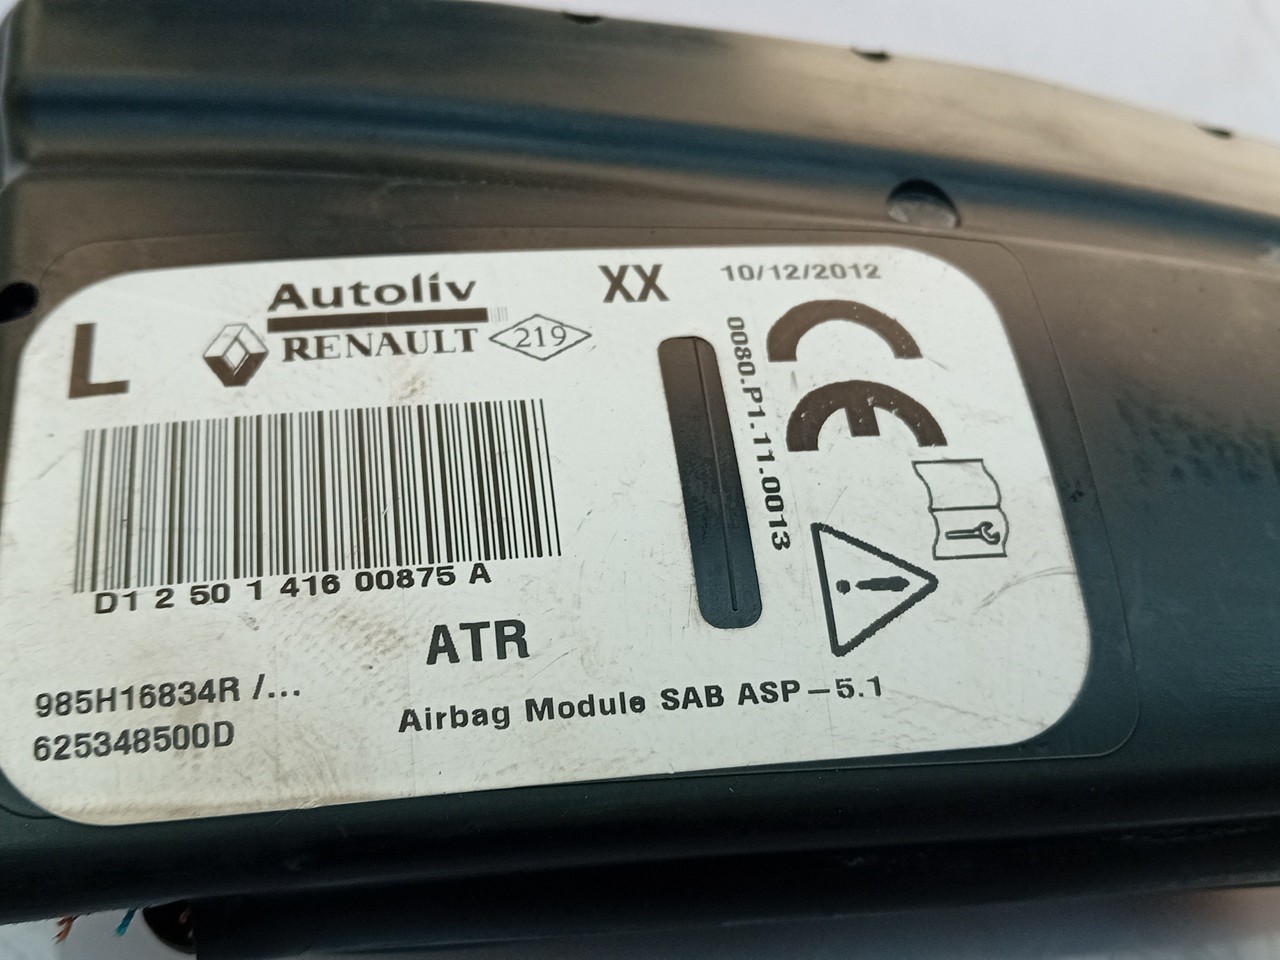 Autoliv
XX
10/12/2012
L
RENAULT
219
0080.P1.11.0013
CE
D1 2 50 1 416 00875 A
ATR
985H16834R /...
625348500D
Airbag Module SAB ASP-5.1